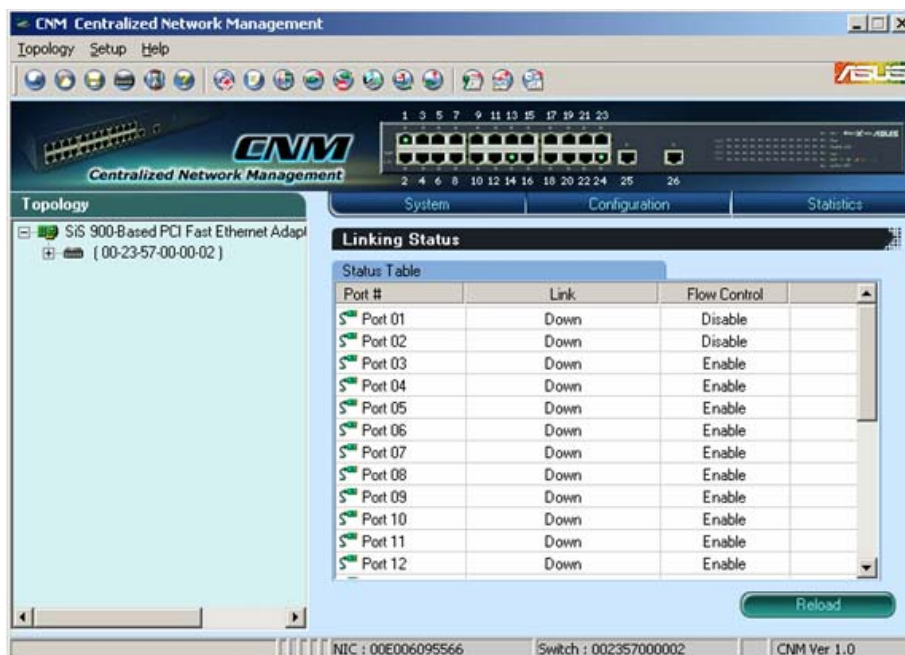 CNM Centralized Network Management
Topology Setup Help
ASUS
1 3 5 7 9 11 13 15 17 19 21 23
CNM
Centralized Network Management
2 4 6 8 10 12 14 16 18 20 22 24 25 26
Topology
System Configuration Statistics
SiS 900-Based PCI Fast Ethernet Adapt
( 00-23-57-00-00-02 )
Linking Status
Status Table
Port # Link Flow Control
Port 01 Down Disable
Port 02 Down Disable
Port 03 Down Enable
Port 04 Down Enable
Port 05 Down Enable
Port 06 Down Enable
Port 07 Down Enable
Port 08 Down Enable
Port 09 Down Enable
Port 10 Down Enable
Port 11 Down Enable
Port 12 Down Enable
Reload
NIC : 00E006095566 Switch : 002357000002 CNM Ver 1.0